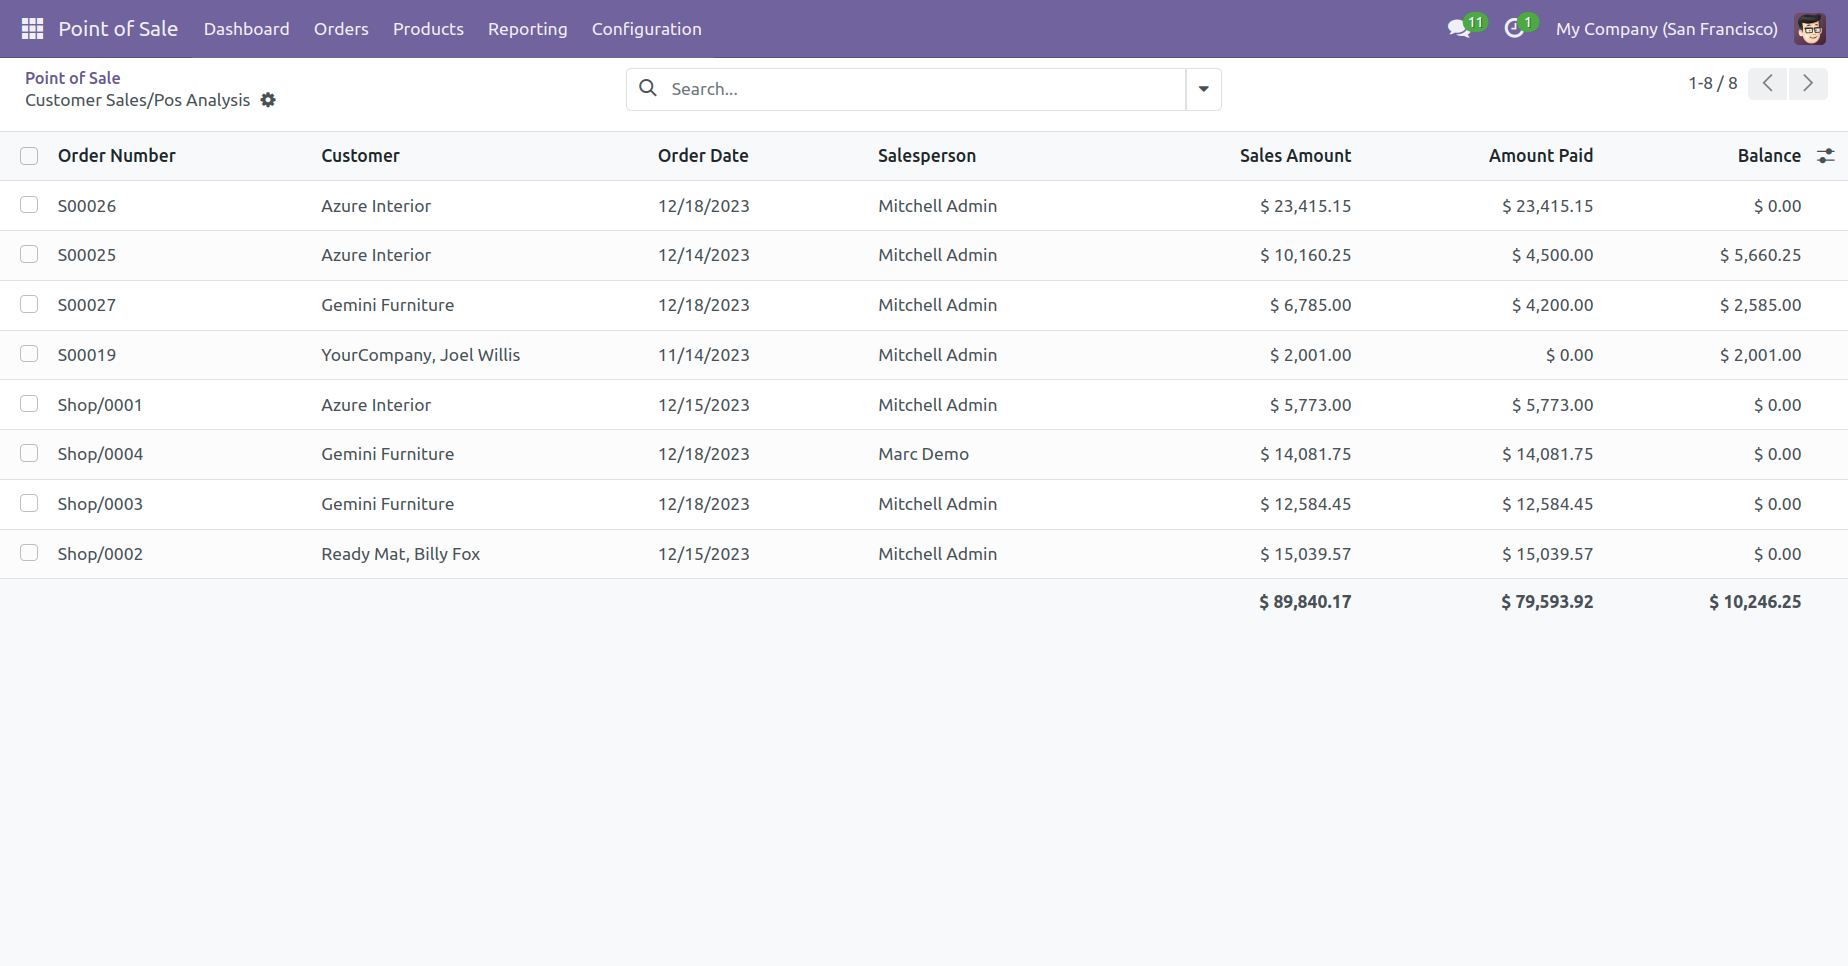 Point of Sale Dashboard Orders Products Reporting Configuration 11 1 My Company (San Francisco)
Point of Sale
Customer Sales/Pos Analysis
Search...
1-8 / 8
Order Number Customer Order Date Salesperson Sales Amount Amount Paid Balance
S00026 Azure Interior 12/18/2023 Mitchell Admin $ 23,415.15 $ 23,415.15 $ 0.00
S00025 Azure Interior 12/14/2023 Mitchell Admin $ 10,160.25 $ 4,500.00 $ 5,660.25
S00027 Gemini Furniture 12/18/2023 Mitchell Admin $ 6,785.00 $ 4,200.00 $ 2,585.00
S00019 YourCompany, Joel Willis 11/14/2023 Mitchell Admin $ 2,001.00 $ 0.00 $ 2,001.00
Shop/0001 Azure Interior 12/15/2023 Mitchell Admin $ 5,773.00 $ 5,773.00 $ 0.00
Shop/0004 Gemini Furniture 12/18/2023 Marc Demo $ 14,081.75 $ 14,081.75 $ 0.00
Shop/0003 Gemini Furniture 12/18/2023 Mitchell Admin $ 12,584.45 $ 12,584.45 $ 0.00
Shop/0002 Ready Mat, Billy Fox 12/15/2023 Mitchell Admin $ 15,039.57 $ 15,039.57 $ 0.00
$ 89,840.17 $ 79,593.92 $ 10,246.25